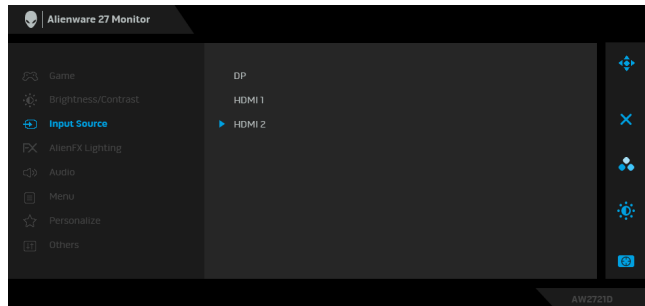 Alienware 27 Monitor
Game
Brightness/Contrast
Input Source
AlienFX Lighting
Audio
Menu
Personalize
Others
DP
HDMI 1
HDMI 2
AW2721D